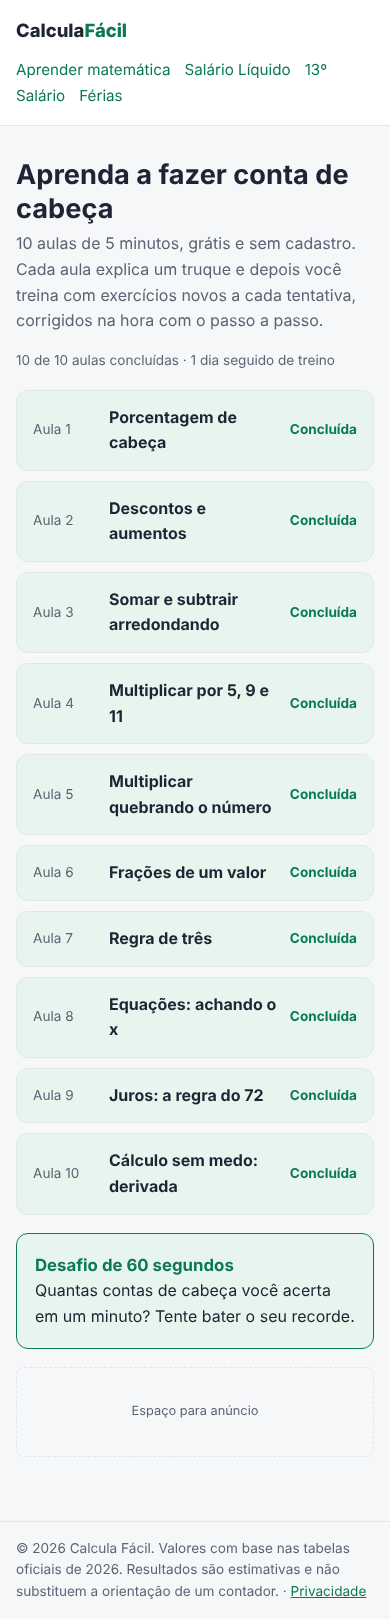 CalculaFácil
Aprender matemática Salário Líquido 13º
Salário Férias
Aprenda a fazer conta de
cabeça
10 aulas de 5 minutos, grátis e sem cadastro.
Cada aula explica um truque e depois você
treina com exercícios novos a cada tentativa,
corrigidos na hora com o passo a passo.
10 de 10 aulas concluídas · 1 dia seguido de treino
Aula 1 Porcentagem de
cabeça Concluída
Aula 2 Descontos e
aumentos Concluída
Aula 3 Somar e subtrair
arredondando Concluída
Aula 4 Multiplicar por 5, 9 e
11 Concluída
Aula 5 Multiplicar
quebrando o número Concluída
Aula 6 Frações de um valor Concluída
Aula 7 Regra de três Concluída
Aula 8 Equações: achando o
x Concluída
Aula 9 Juros: a regra do 72 Concluída
Aula 10 Cálculo sem medo:
derivada Concluída
Desafio de 60 segundos
Quantas contas de cabeça você acerta
em um minuto? Tente bater o seu recorde.
Espaço para anúncio
© 2026 Calcula Fácil. Valores com base nas tabelas
oficiais de 2026. Resultados são estimativas e não
substituem a orientação de um contador. · Privacidade